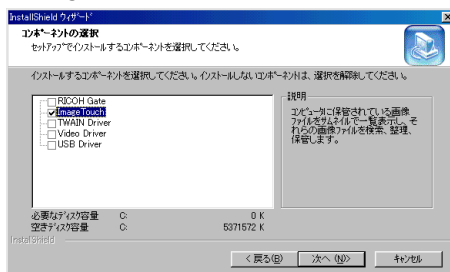 InstallShield ウィザード
コンポーネントの選択
セットアップでインストールするコンポーネントを選択してください。
インストールするコンポーネントを選択してください。インストールしないコンポーネントは、選択を解除してください。
RICOH Gate
ImageTouch
TWAIN Driver
Video Driver
USB Driver
説明
コンピュータに保管されている画像
ファイルをサムネイルで一覧表示し、そ
れらの画像ファイルを検索、整理、
保管します。
必要なディスク容量 C: 0 K
空きディスク容量 C: 5371572 K
InstallShield
< 戻る(B) 次へ (N)> キャンセル